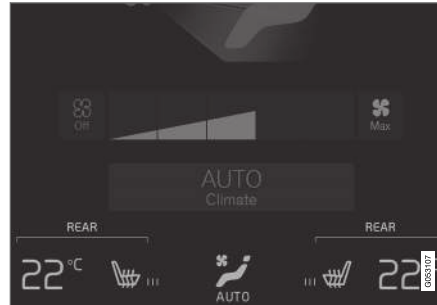 Off
Max
AUTO
Climate
REAR REAR
22°C 22
AUTO
G053107